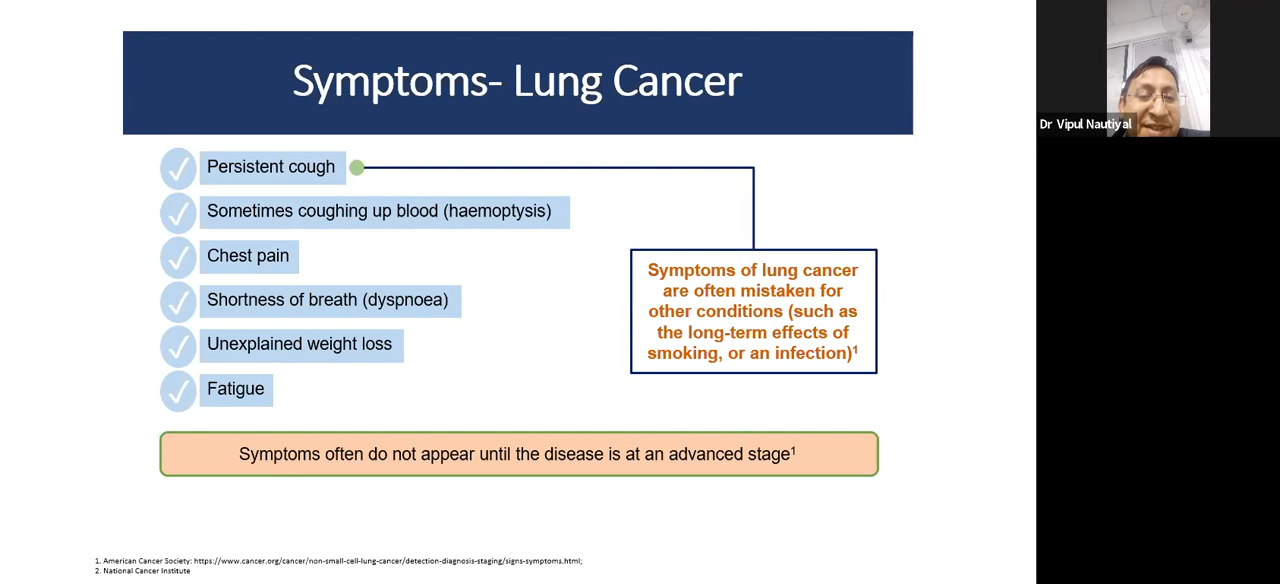 Symptoms- Lung Cancer
Dr Vipul Nautiyal
Persistent cough
Sometimes coughing up blood (haemoptysis)
Chest pain
Shortness of breath (dyspnoea)
Unexplained weight loss
Fatigue
Symptoms of lung cancer
are often mistaken for
other conditions (such as
the long-term effects of
smoking, or an infection)¹
Symptoms often do not appear until the disease is at an advanced stage¹
1. American Cancer Society: https://www.cancer.org/cancer/non-small-cell-lung-cancer/detection-diagnosis-staging/signs-symptoms.html;
2. National Cancer Institute